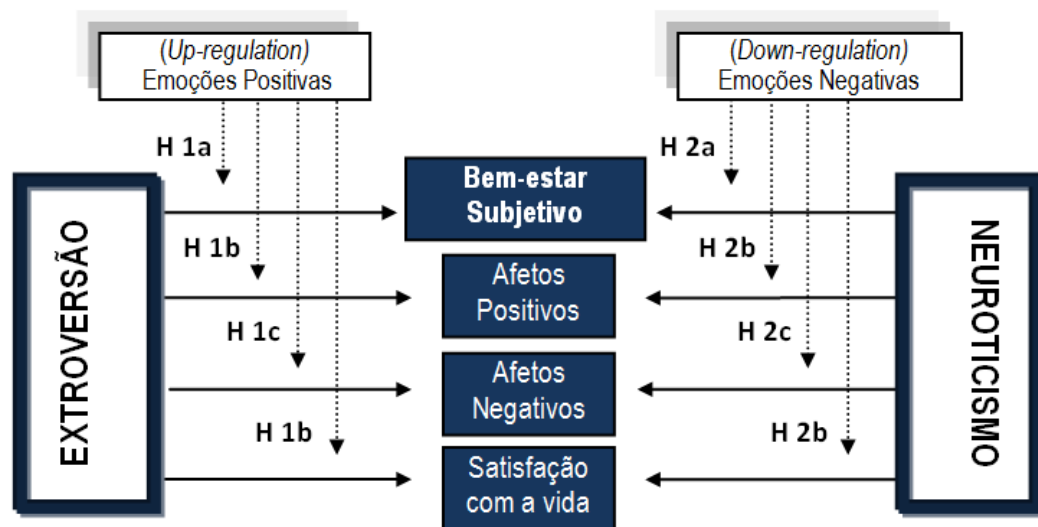 (Up-regulation)
Emoções Positivas
(Down-regulation)
Emoções Negativas
H 1a
H 2a
Bem-estar
Subjetivo
EXTROVERSÃO
NEUROTICISMO
H 1b
H 2b
Afetos
Positivos
H 1c
H 2c
Afetos
Negativos
H 1b
H 2b
Satisfação
com a vida